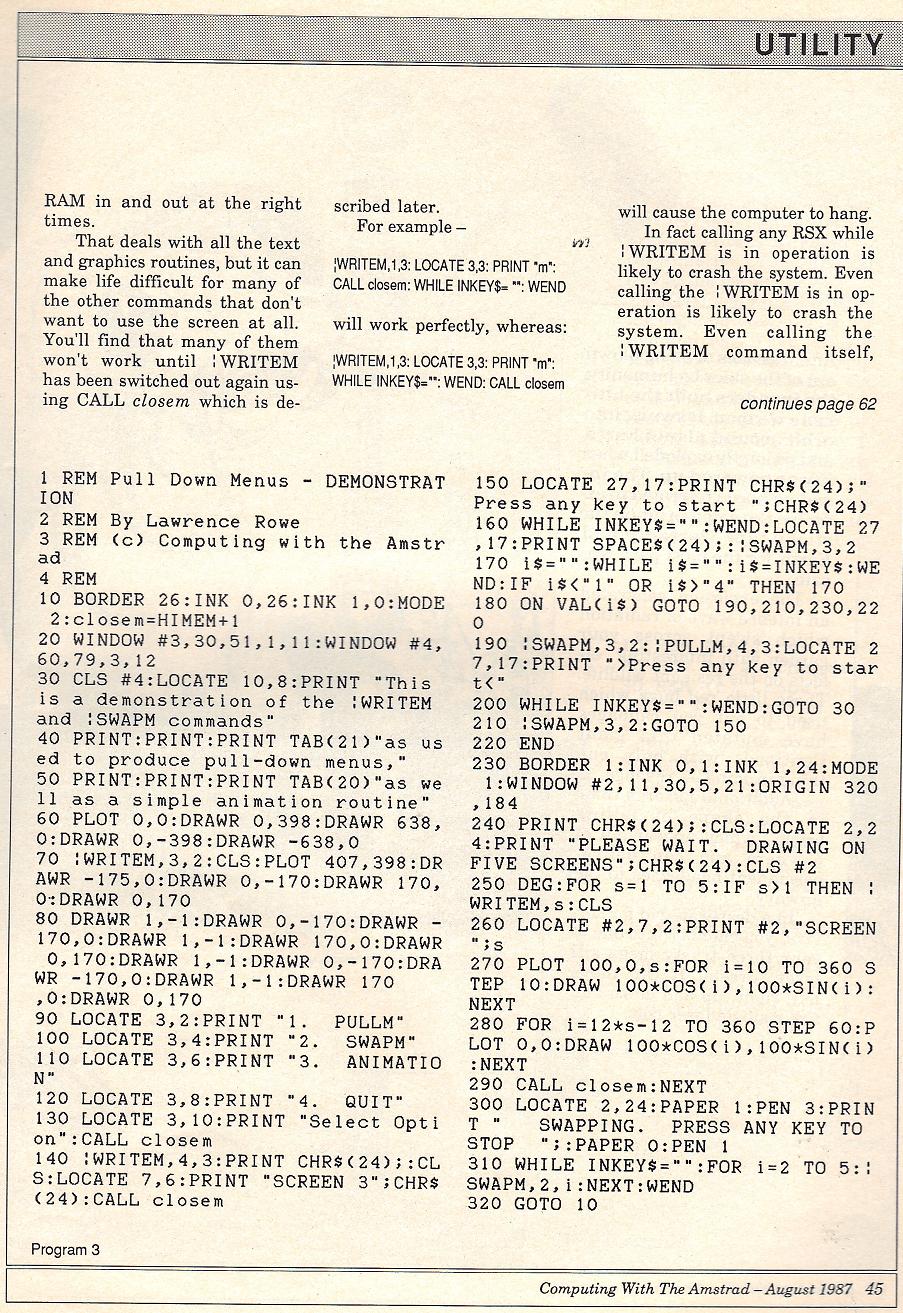 UTILITY
RAM in and out at the right
times.
That deals with all the text
and graphics routines, but it can
make life difficult for many of
the other commands that don't
want to use the screen at all.
You'll find that many of them
won't work until ¦WRITEM
has been switched out again us-
ing CALL closem which is de-
scribed later.
For example –
¦WRITEM,1,3: LOCATE 3,3: PRINT "m":
CALL closem: WHILE INKEY$= "": WEND
will work perfectly, whereas:
¦WRITEM,1,3: LOCATE 3,3: PRINT "m":
WHILE INKEY$="": WEND: CALL closem
will cause the computer to hang.
In fact calling any RSX while
¦WRITEM is in operation is
likely to crash the system. Even
calling the ¦WRITEM is in op-
eration is likely to crash the
system. Even calling the
¦WRITEM command itself,
continues page 62
1 REM Pull Down Menus - DEMONSTRAT
ION
2 REM By Lawrence Rowe
3 REM (c) Computing with the Amstr
ad
4 REM
10 BORDER 26:INK 0,26:INK 1,0:MODE
 2:closem=HIMEM+1
20 WINDOW #3,30,51,1,11:WINDOW #4,
60,79,3,12
30 CLS #4:LOCATE 10,8:PRINT "This
is a demonstration of the ¦WRITEM
and ¦SWAPM commands"
40 PRINT:PRINT:PRINT TAB(21)"as us
ed to produce pull-down menus,"
50 PRINT:PRINT:PRINT TAB(20)"as we
ll as a simple animation routine"
60 PLOT 0,0:DRAWR 0,398:DRAWR 638,
0:DRAWR 0,-398:DRAWR -638,0
70 ¦WRITEM,3,2:CLS:PLOT 407,398:DR
AWR -175,0:DRAWR 0,-170:DRAWR 170,
0:DRAWR 0,170
80 DRAWR 1,-1:DRAWR 0,-170:DRAWR -
170,0:DRAWR 1,-1:DRAWR 170,0:DRAWR
 0,170:DRAWR 1,-1:DRAWR 0,-170:DRA
WR -170,0:DRAWR 1,-1:DRAWR 170
,0:DRAWR 0,170
90 LOCATE 3,2:PRINT "1.  PULLM"
100 LOCATE 3,4:PRINT "2.  SWAPM"
110 LOCATE 3,6:PRINT "3.  ANIMATIO
N"
120 LOCATE 3,8:PRINT "4.  QUIT"
130 LOCATE 3,10:PRINT "Select Opti
on":CALL closem
140 ¦WRITEM,4,3:PRINT CHR$(24);:CL
S:LOCATE 7,6:PRINT "SCREEN 3";CHR$
(24):CALL closem
150 LOCATE 27,17:PRINT CHR$(24);"
Press any key to start ";CHR$(24)
160 WHILE INKEY$="":WEND:LOCATE 27
,17:PRINT SPACE$(24);:¦SWAPM,3,2
170 i$="":WHILE i$="":i$=INKEY$:WE
ND:IF i$<"1" OR i$>"4" THEN 170
180 ON VAL(i$) GOTO 190,210,230,22
0
190 ¦SWAPM,3,2:¦PULLM,4,3:LOCATE 2
7,17:PRINT ">Press any key to star
t<"
200 WHILE INKEY$="":WEND:GOTO 30
210 ¦SWAPM,3,2:GOTO 150
220 END
230 BORDER 1:INK 0,1:INK 1,24:MODE
 1:WINDOW #2,11,30,5,21:ORIGIN 320
,184
240 PRINT CHR$(24);:CLS:LOCATE 2,2
4:PRINT "PLEASE WAIT.  DRAWING ON
FIVE SCREENS";CHR$(24):CLS #2
250 DEG:FOR s=1 TO 5:IF s>1 THEN ¦
WRITEM,s:CLS
260 LOCATE #2,7,2:PRINT #2,"SCREEN
";s
270 PLOT 100,0,s:FOR i=10 TO 360 S
TEP 10:DRAW 100*COS(i),100*SIN(i):
NEXT
280 FOR i=12*s-12 TO 360 STEP 60:P
LOT 0,0:DRAW 100*COS(i),100*SIN(i)
:NEXT
290 CALL closem:NEXT
300 LOCATE 2,24:PAPER 1:PEN 3:PRIN
T "   SWAPPING.  PRESS ANY KEY TO
STOP  ";:PAPER 0:PEN 1
310 WHILE INKEY$="":FOR i=2 TO 5:¦
SWAPM,2,i:NEXT:WEND
320 GOTO 10
Program 3
Computing With The Amstrad – August 1987 45